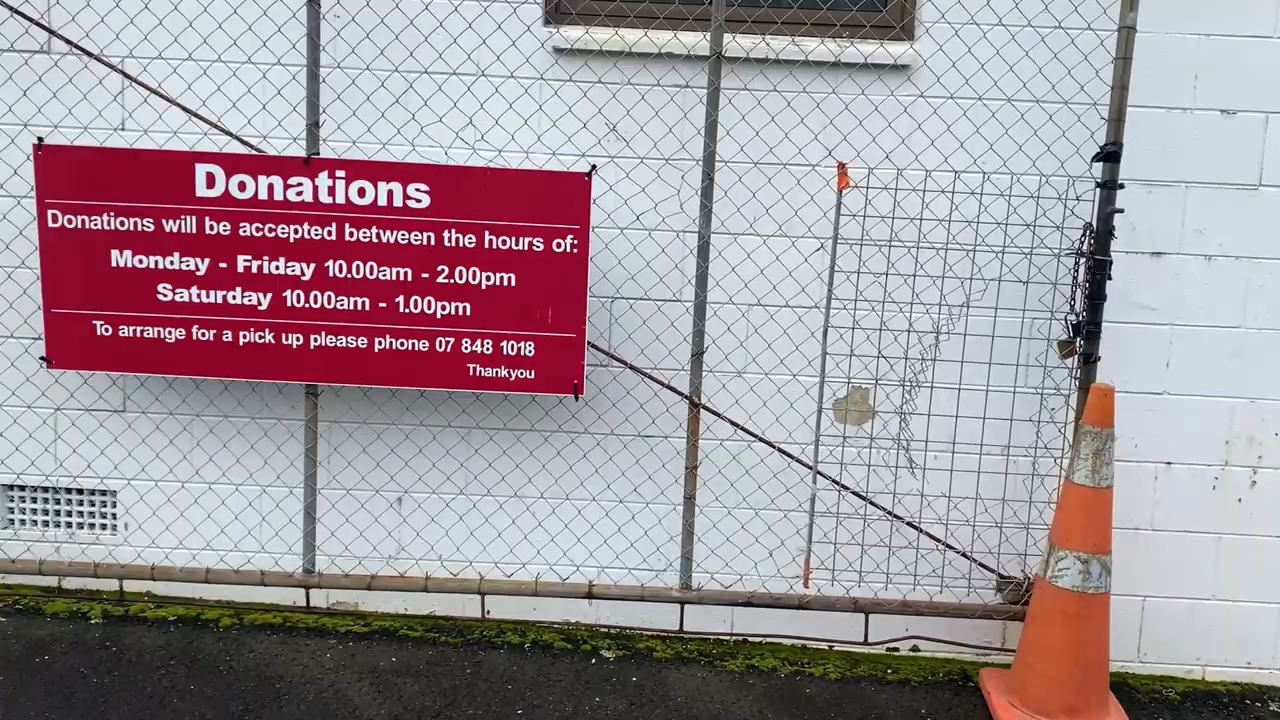 Donations
Donations will be accepted between the hours of:
Monday - Friday 10.00am - 2.00pm
Saturday 10.00am - 1.00pm
To arrange for a pick up please phone 07 848 1018
Thankyou